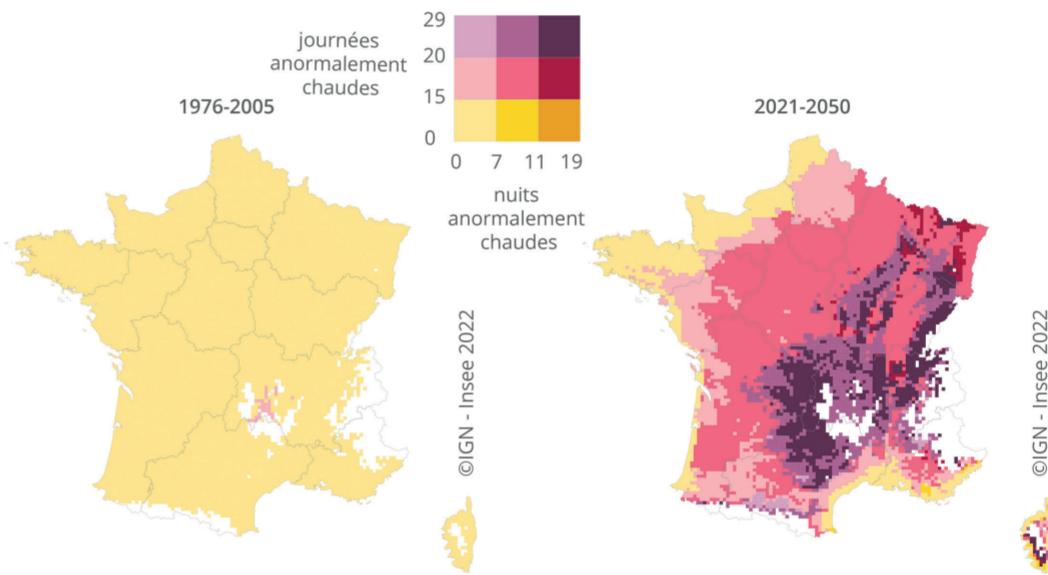 journées
anormalement
chaudes
29
20
15
0
0 7 11 19
nuits
anormalement
chaudes
1976-2005
2021-2050
©IGN - Insee 2022
©IGN - Insee 2022